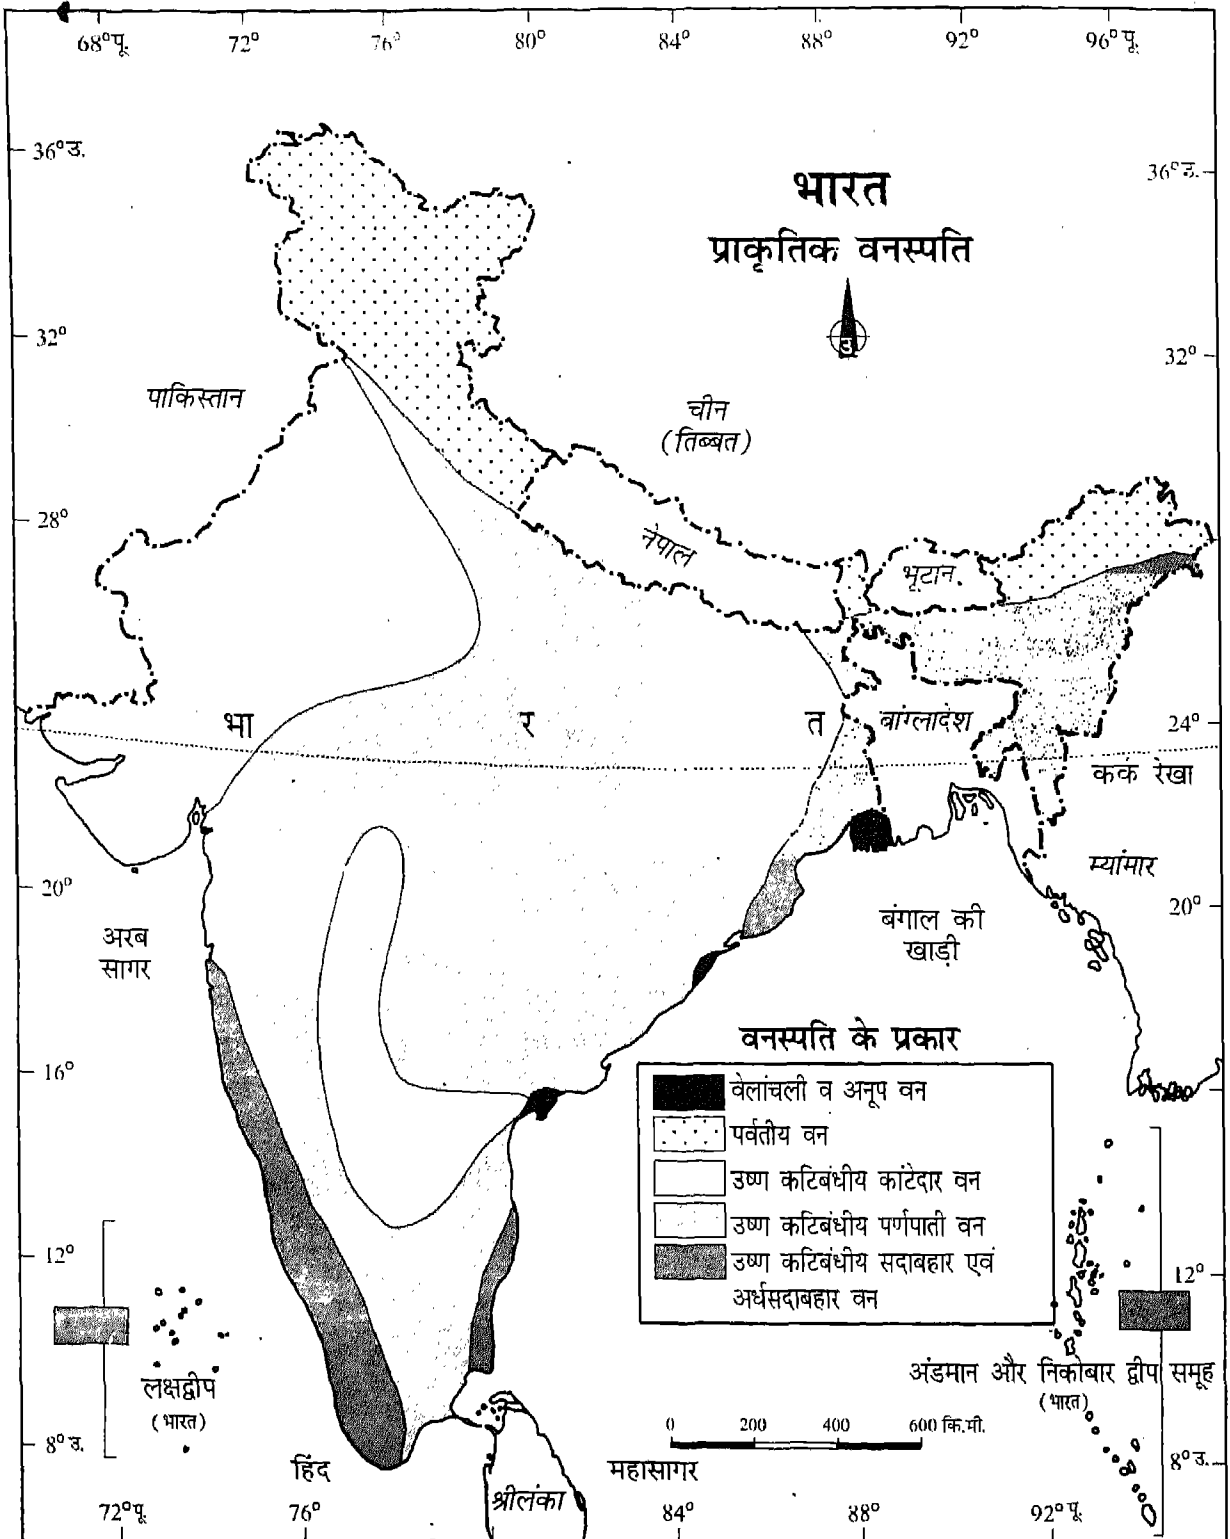 68°पू.
72°
76°
80°
84°
88°
92°
96°पू.
36°उ.
36°उ.
भारत
प्राकृतिक वनस्पति
उ
32°
32°
पाकिस्तान
चीन
(तिब्बत)
28°
नेपाल
भूटान
भा
र
त
बांग्लादेश
24°
कर्क रेखा
म्यांमार
20°
20°
अरब
सागर
बंगाल की
खाड़ी
वनस्पति के प्रकार
16°
वेलांचली व अनूप वन
पर्वतीय वन
उष्ण कटिबंधीय कांटेदार वन
उष्ण कटिबंधीय पर्णपाती वन
उष्ण कटिबंधीय सदाबहार एवं
अर्धसदाबहार वन
12°
12°
लक्षद्वीप
(भारत)
अंडमान और निकोबार द्वीप समूह
(भारत)
0 200 400 600 कि.मी.
8°उ.
8°उ.
हिंद
महासागर
श्रीलंका
72°पू.
76°
84°
88°
92°पू.